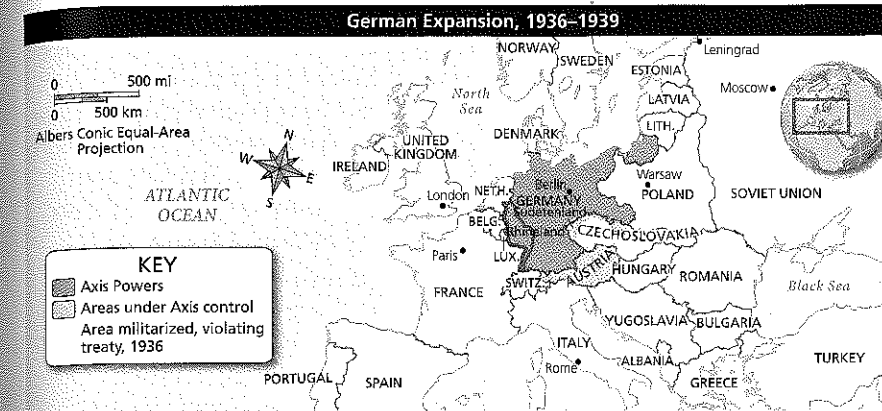 German Expansion, 1936–1939
0 500 mi
0 500 km
Albers Conic Equal-Area
Projection
N
W
E
S
NORWAY
SWEDEN
Leningrad
ESTONIA
Moscow
LATVIA
North
Sea
LITH.
DENMARK
UNITED
KINGDOM
IRELAND
Warsaw
POLAND
SOVIET UNION
ATLANTIC
OCEAN
London
NETH.
Berlin
GERMANY
Sudetenland
BELG.
Rhineland
CZECHOSLOVAKIA
Paris
LUX.
AUSTRIA
HUNGARY
ROMANIA
Black Sea
FRANCE
SWITZ.
YUGOSLAVIA
BULGARIA
ITALY
Rome
ALBANIA
TURKEY
GREECE
PORTUGAL
SPAIN
KEY
Axis Powers
Areas under Axis control
Area militarized, violating
treaty, 1936